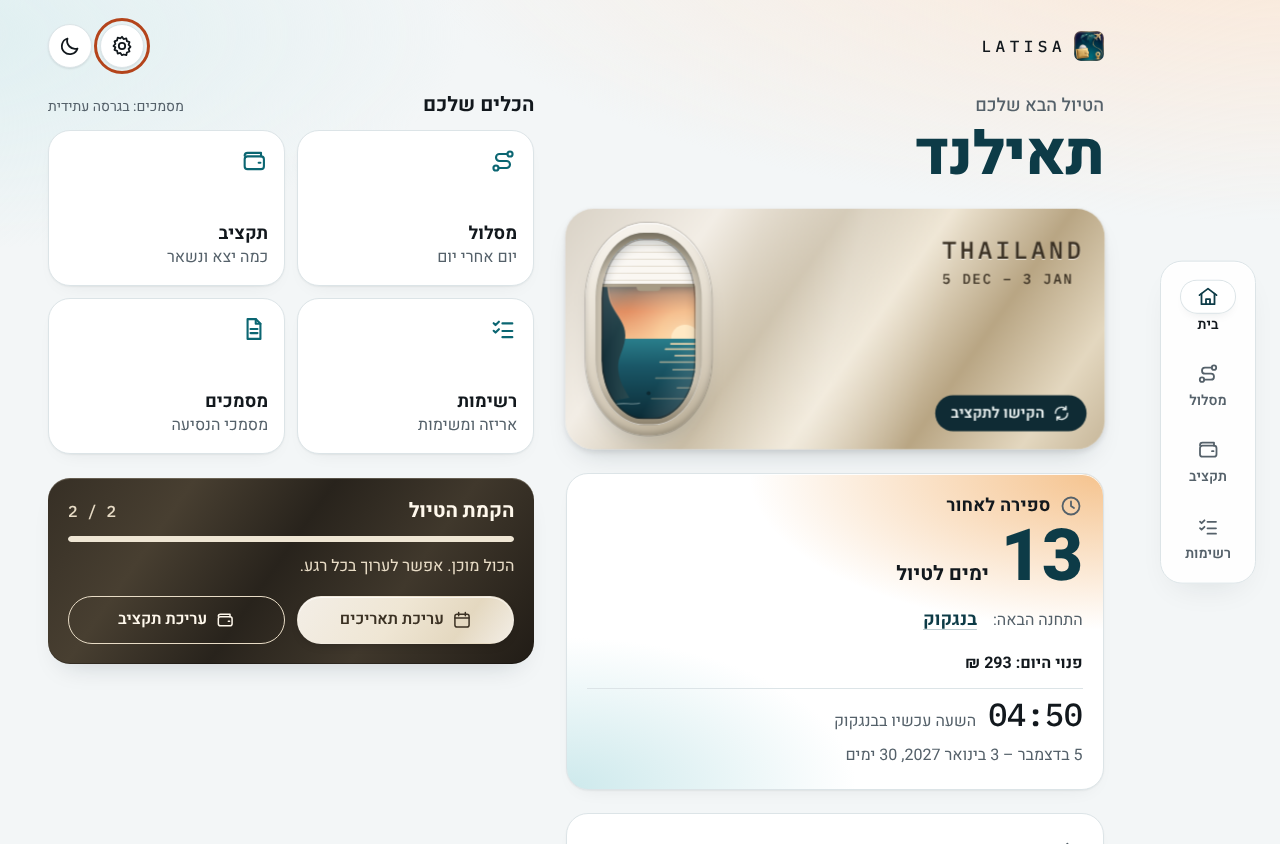 LATISA
הטיול הבא שלכם
תאילנד
THAILAND
5 DEC – 3 JAN
הקישו לתקציב
ספירה לאחור
13 ימים לטיול
התחנה הבאה: בנגקוק
פנוי היום: 293 ₪
04:50 השעה עכשיו בבנגקוק
5 בדצמבר – 3 בינואר 2027, 30 ימים
הכלים שלכם
מסמכים: בגרסה עתידית
מסלול
יום אחרי יום
תקציב
כמה יצא ונשאר
רשימות
אריזה ומשימות
מסמכים
מסמכי הנסיעה
הקמת הטיול
2 / 2
הכול מוכן. אפשר לערוך בכל רגע.
עריכת תאריכים
עריכת תקציב
בית
מסלול
תקציב
רשימות